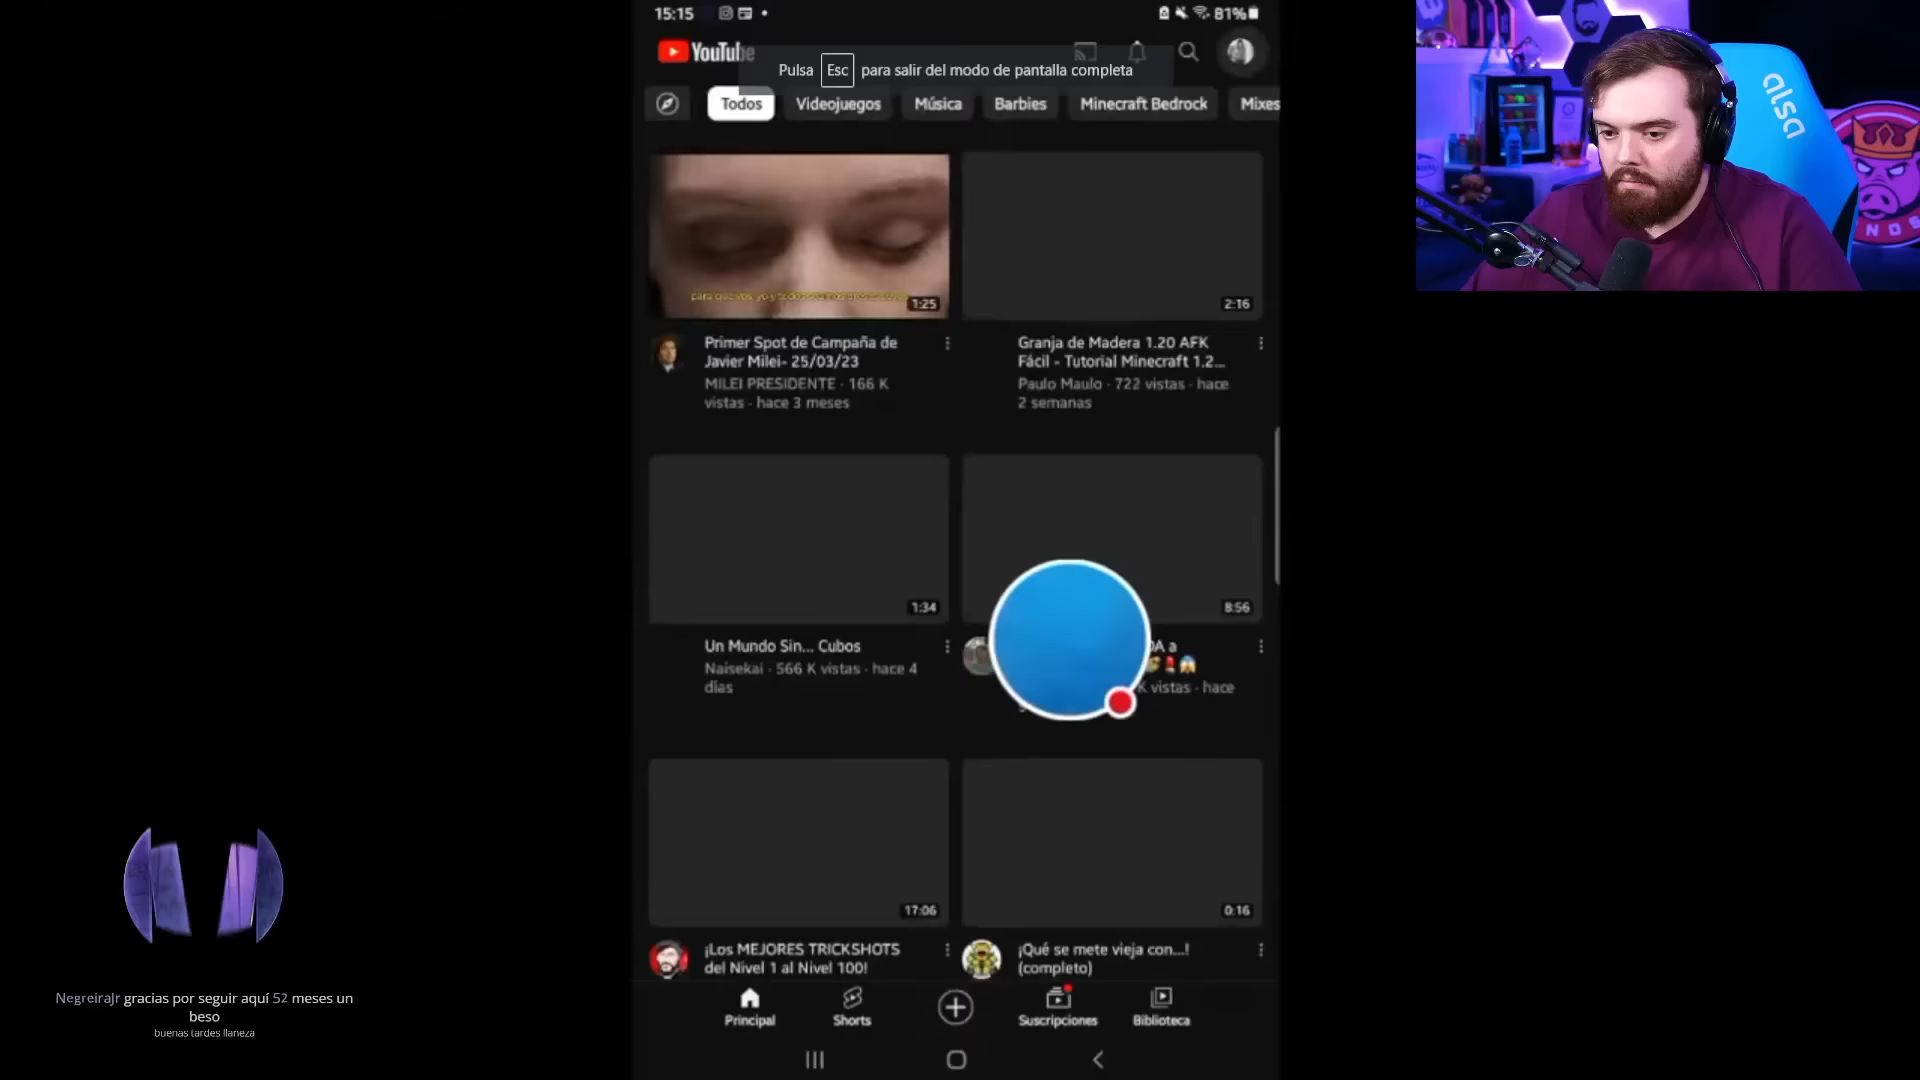 15:15
81%
YouTube
Pulsa Esc para salir del modo de pantalla completa
Todos
Videojuegos
Música
Barbies
Minecraft Bedrock
Mixes
alsa
NOS
1:25
2:16
Primer Spot de Campaña de
Javier Milei- 25/03/23
MILEI PRESIDENTE · 166 K
vistas · hace 3 meses
Granja de Madera 1.20 AFK
Fácil - Tutorial Minecraft 1.2...
Paulo Maulo · 722 vistas · hace
2 semanas
1:34
8:56
Un Mundo Sin... Cubos
Naisekai · 566 K vistas · hace 4
días
DA a
K vistas · hace
17:06
0:16
¡Los MEJORES TRICKSHOTS
del Nivel 1 al Nivel 100!
¡Qué se mete vieja con...!
(completo)
Principal
Shorts
Suscripciones
Biblioteca
NegreiraJr gracias por seguir aquí 52 meses un
beso
buenas tardes llaneza